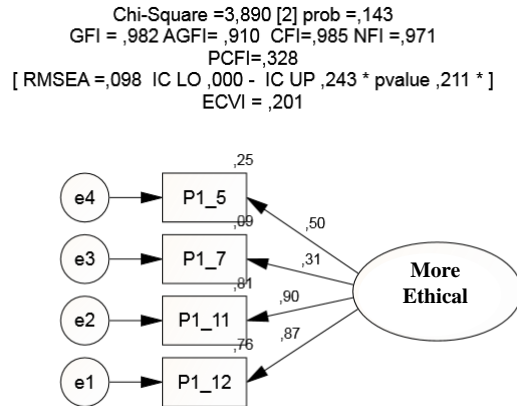 Chi-Square =3,890 [2] prob =,143
GFI = ,982 AGFI= ,910 CFI=,985 NFI =,971
PCFI=,328
[ RMSEA =,098 IC LO ,000 - IC UP ,243 * pvalue ,211 * ]
ECVI = ,201
,25
e4 P1_5 ,50
,09
e3 P1_7 ,31
More
Ethical
,81
e2 P1_11 ,90
,76
e1 P1_12 ,87